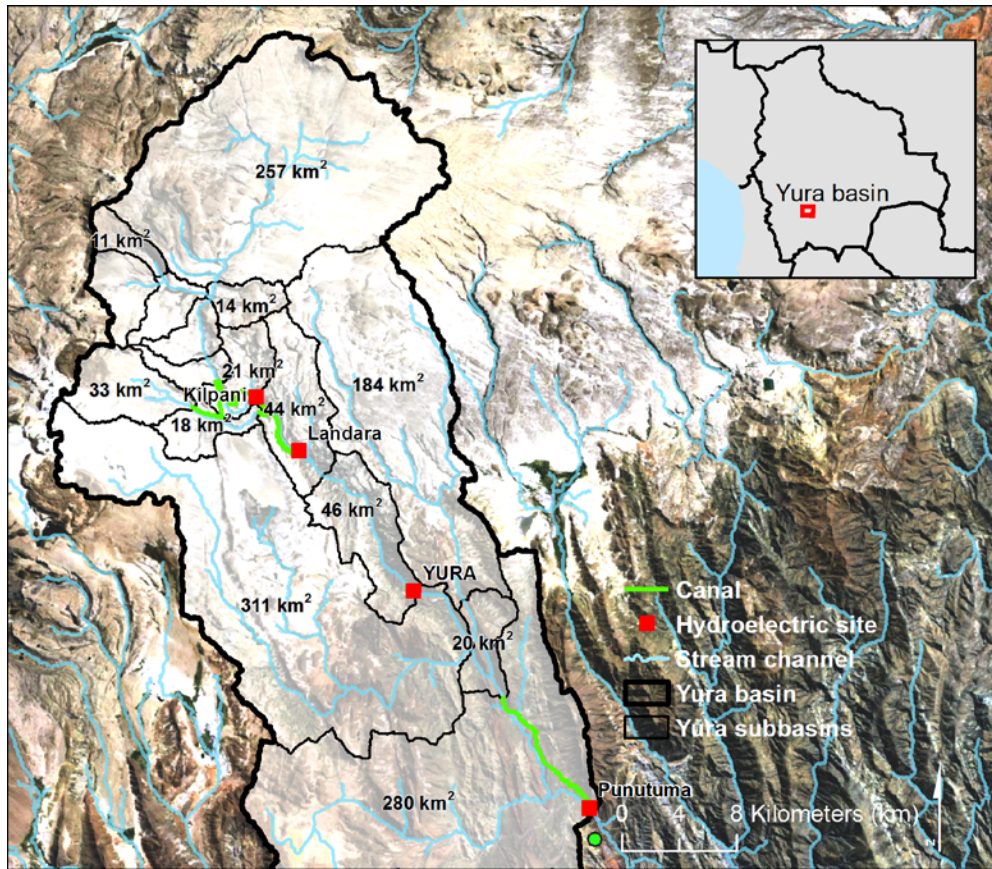 Yura basin
257 km²
11 km²
14 km²
21 km²
33 km²
Kilpani
184 km²
44 km²
18 km²
Landara
46 km²
YURA
311 km²
20 km²
280 km²
Punutuma
Canal
Hydroelectric site
Stream channel
Yura basin
Yura subbasins
0 4 8 Kilometers (km)
N